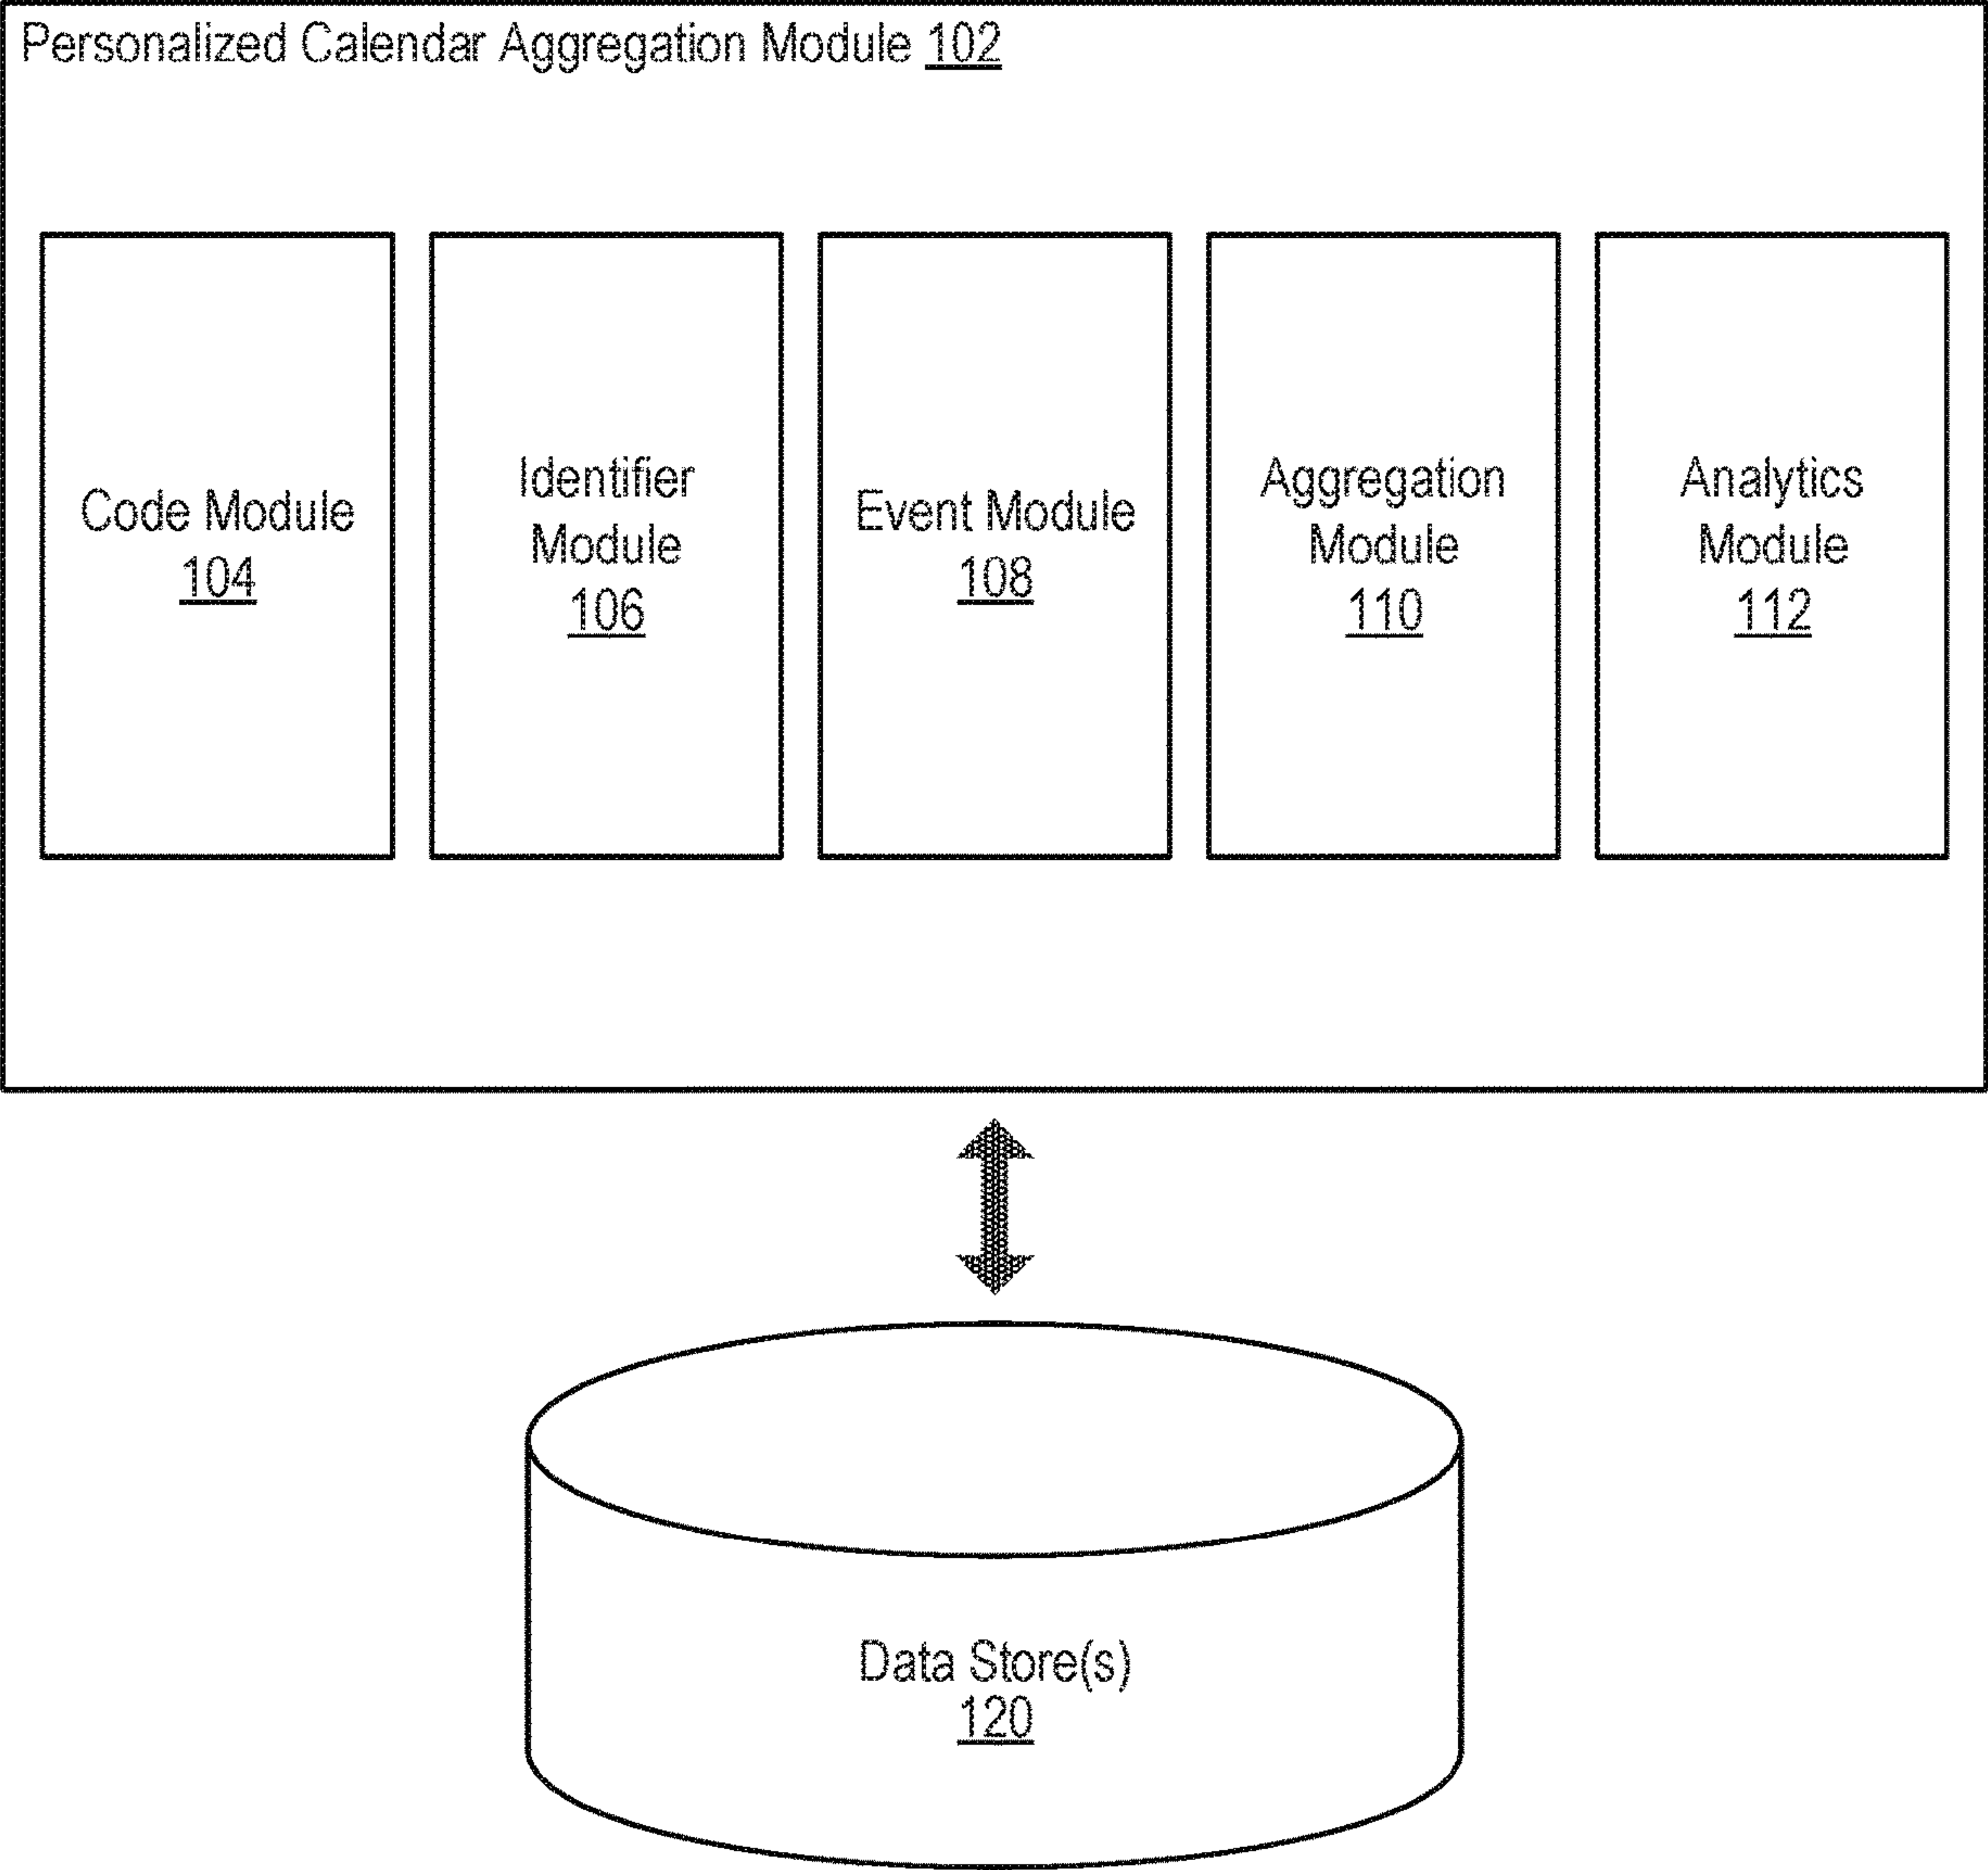 Personalized Calendar Aggregation Module 102
Code Module
104
Identifier
Module
106
Event Module
108
Aggregation
Module
110
Analytics
Module
112
Data Store(s)
120